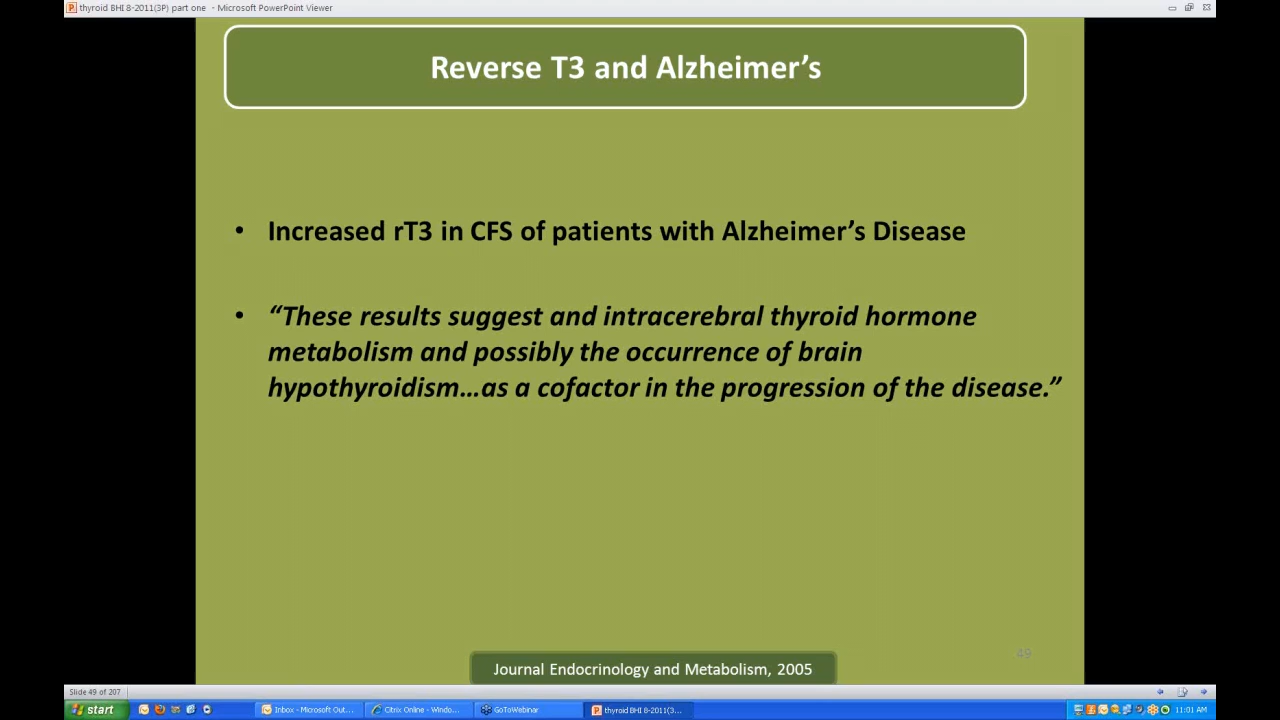 thyroid BHI 8-2011(3P) part one - Microsoft PowerPoint Viewer
Reverse T3 and Alzheimer’s
• Increased rT3 in CFS of patients with Alzheimer’s Disease
• “These results suggest and intracerebral thyroid hormone
metabolism and possibly the occurrence of brain
hypothyroidism…as a cofactor in the progression of the disease.”
49
Journal Endocrinology and Metabolism, 2005
Slide 49 of 207
start
Inbox - Microsoft Out...
Citrix Online - Windo...
GoToWebinar
thyroid BHI 8-2011(3...
11:01 AM